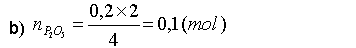 b) n_{P_2O_5} = \frac{0,2 \times 2}{4} = 0,1(mol)